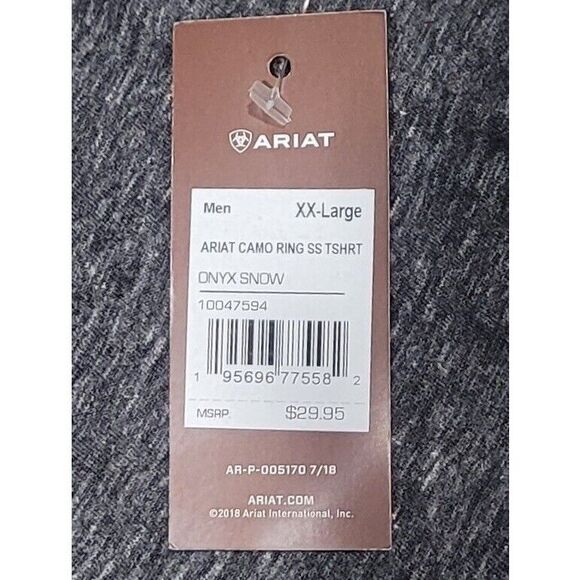 ARIAT
Men XX-Large
ARIAT CAMO RING SS TSHRT
ONYX SNOW
10047594
1 95696 77558 2
MSRP: $29.95
AR-P-005170 7/18
ARIAT.COM
©2018 Ariat International, Inc.